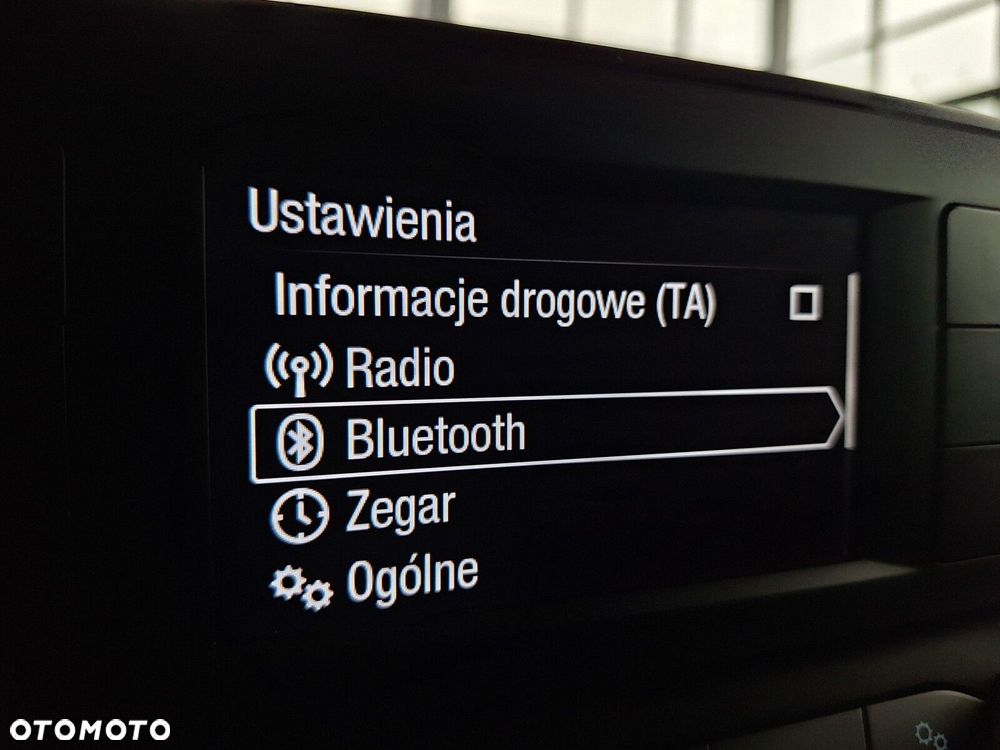 Ustawienia
Informacje drogowe (TA)
Radio
Bluetooth
Zegar
Ogólne
OTOMOTO